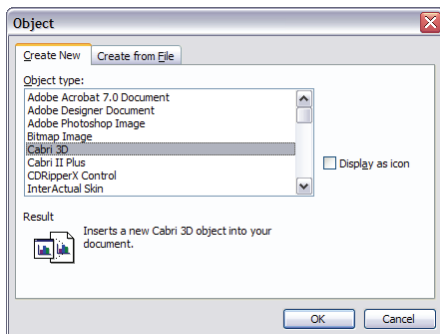 Object
Create New
Create from File
Object type:
Adobe Acrobat 7.0 Document
Adobe Designer Document
Adobe Photoshop Image
Bitmap Image
Cabri 3D
Cabri II Plus
CDRipperX Control
InterActual Skin
Display as icon
Result
Inserts a new Cabri 3D object into your
document.
OK
Cancel